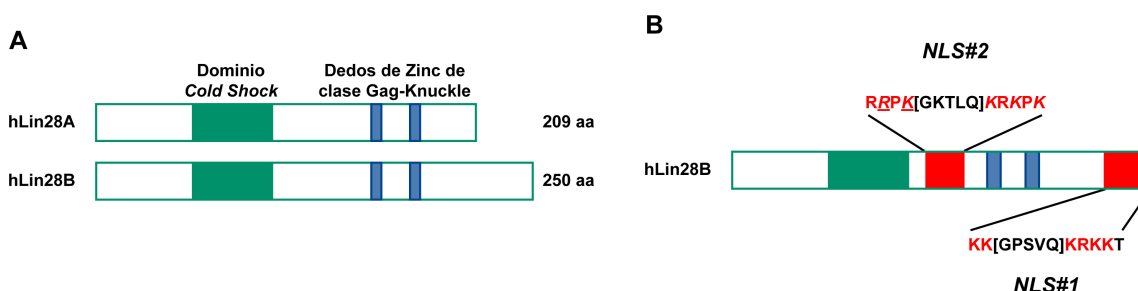 A
Dominio
Cold Shock
Dedos de Zinc de
clase Gag-Knuckle
hLin28A
209 aa
hLin28B
250 aa
B
NLS#2
RRPK[GKTLQ]KRKPK
hLin28B
KK[GPSVQ]KRKKT
NLS#1